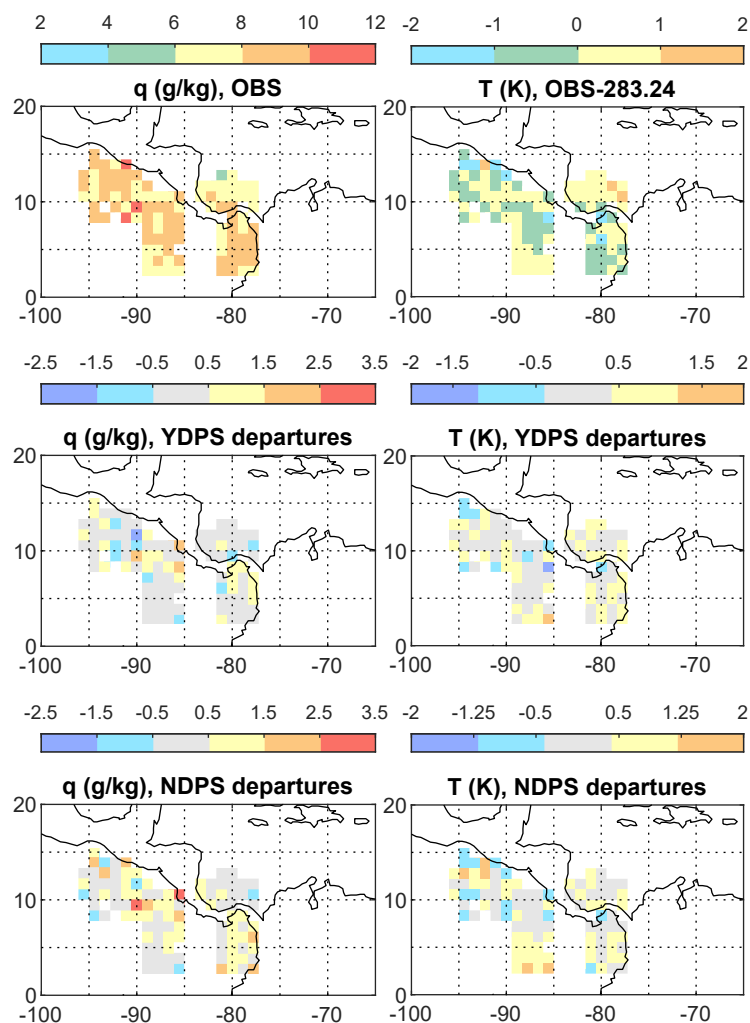 2 4 6 8 10 12
-2 -1 0 1 2
q (g/kg), OBS
T (K), OBS-283.24
20
10
0
-100 -90 -80 -70
20
10
0
-100 -90 -80 -70
-2.5 -1.5 -0.5 0.5 1.5 2.5 3.5
-2 -1.25 -0.5 0.5 1.25 2
q (g/kg), YDPS departures
T (K), YDPS departures
20
10
0
-100 -90 -80 -70
20
10
0
-100 -90 -80 -70
-2.5 -1.5 -0.5 0.5 1.5 2.5 3.5
-2 -1.25 -0.5 0.5 1.25 2
q (g/kg), NDPS departures
T (K), NDPS departures
20
10
0
-100 -90 -80 -70
20
10
0
-100 -90 -80 -70